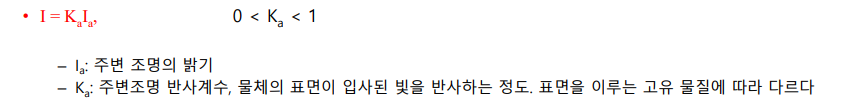 • I = KaIa,   0 < Ka < 1
– Ia: 주변 조명의 밝기
– Ka: 주변조명 반사계수, 물체의 표면이 입사된 빛을 반사하는 정도. 표면을 이루는 고유 물질에 따라 다르다